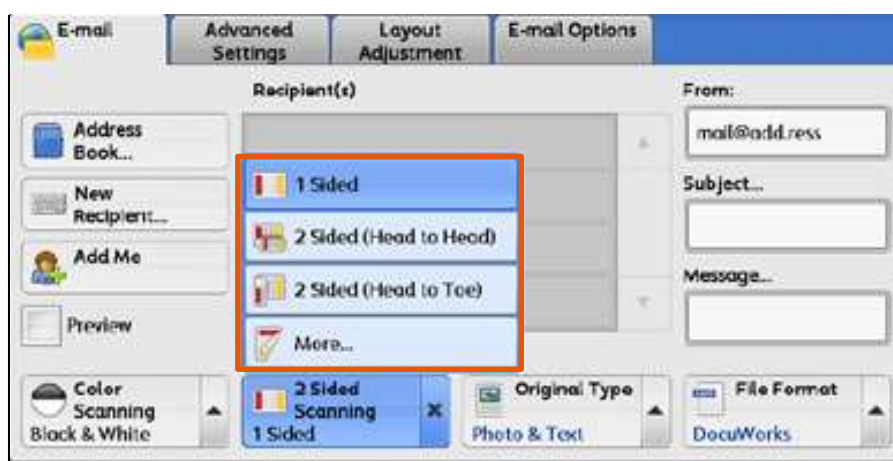 E-mail
Advanced
Settings
Layout
Adjustment
E-mail Options
Recipient(s)
From:
Address
Book...
mail@add.ress
New
Recipient...
Add Me
Preview
1 Sided
2 Sided (Head to Head)
2 Sided (Head to Toe)
More...
Subject...
Message...
Color
Scanning
Black & White
2 Sided
Scanning
1 Sided
Original Type
Photo & Text
File Format
DocuWorks